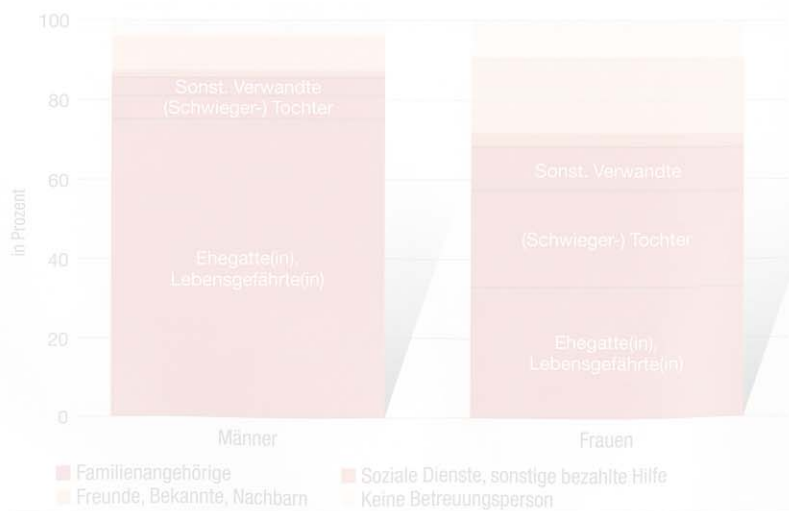 100
80
60
40
20
0
in Prozent
Sonst. Verwandte
(Schwieger-) Tochter
Ehegatte(in),
Lebensgefährte(in)
Sonst. Verwandte
(Schwieger-) Tochter
Ehegatte(in),
Lebensgefährte(in)
Männer
Frauen
Familienangehörige
Soziale Dienste, sonstige bezahlte Hilfe
Freunde, Bekannte, Nachbarn
Keine Betreuungsperson